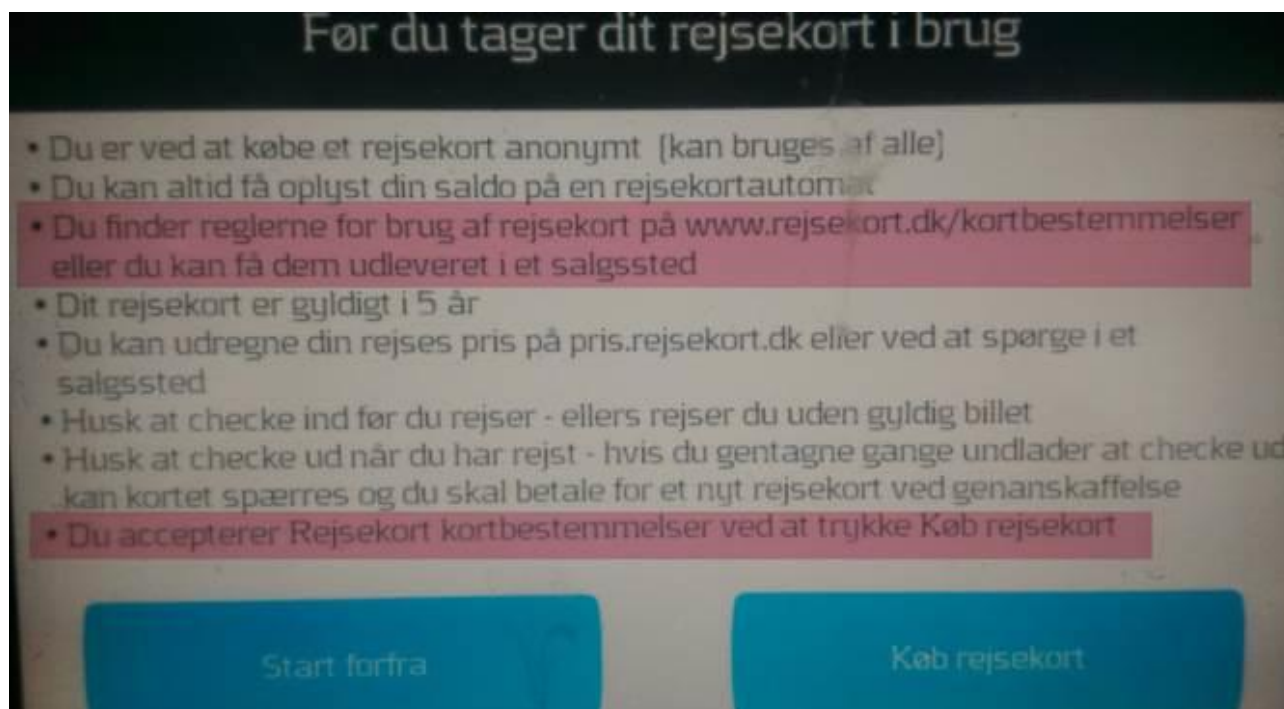 Før du tager dit rejsekort i brug
• Du er ved at købe et rejsekort anonymt (kan bruges af alle)
• Du kan altid få oplyst din saldo på en rejsekortautomat
• Du finder reglerne for brug af rejsekort på www.rejsekort.dk/kortbestemmelser
eller du kan få dem udleveret i et salgssted
• Dit rejsekort er gyldigt i 5 år
• Du kan udregne din rejses pris på pris.rejsekort.dk eller ved at spørge i et
salgssted
• Husk at checke ind før du rejser - ellers rejser du uden gyldig billet
• Husk at checke ud når du har rejst - hvis du gentagne gange undlader at checke ud
kan kortet spærres og du skal betale for et nyt rejsekort ved genanskaffelse
• Du accepterer Rejsekort kortbestemmelser ved at trykke Køb rejsekort
Start forfra
Køb rejsekort